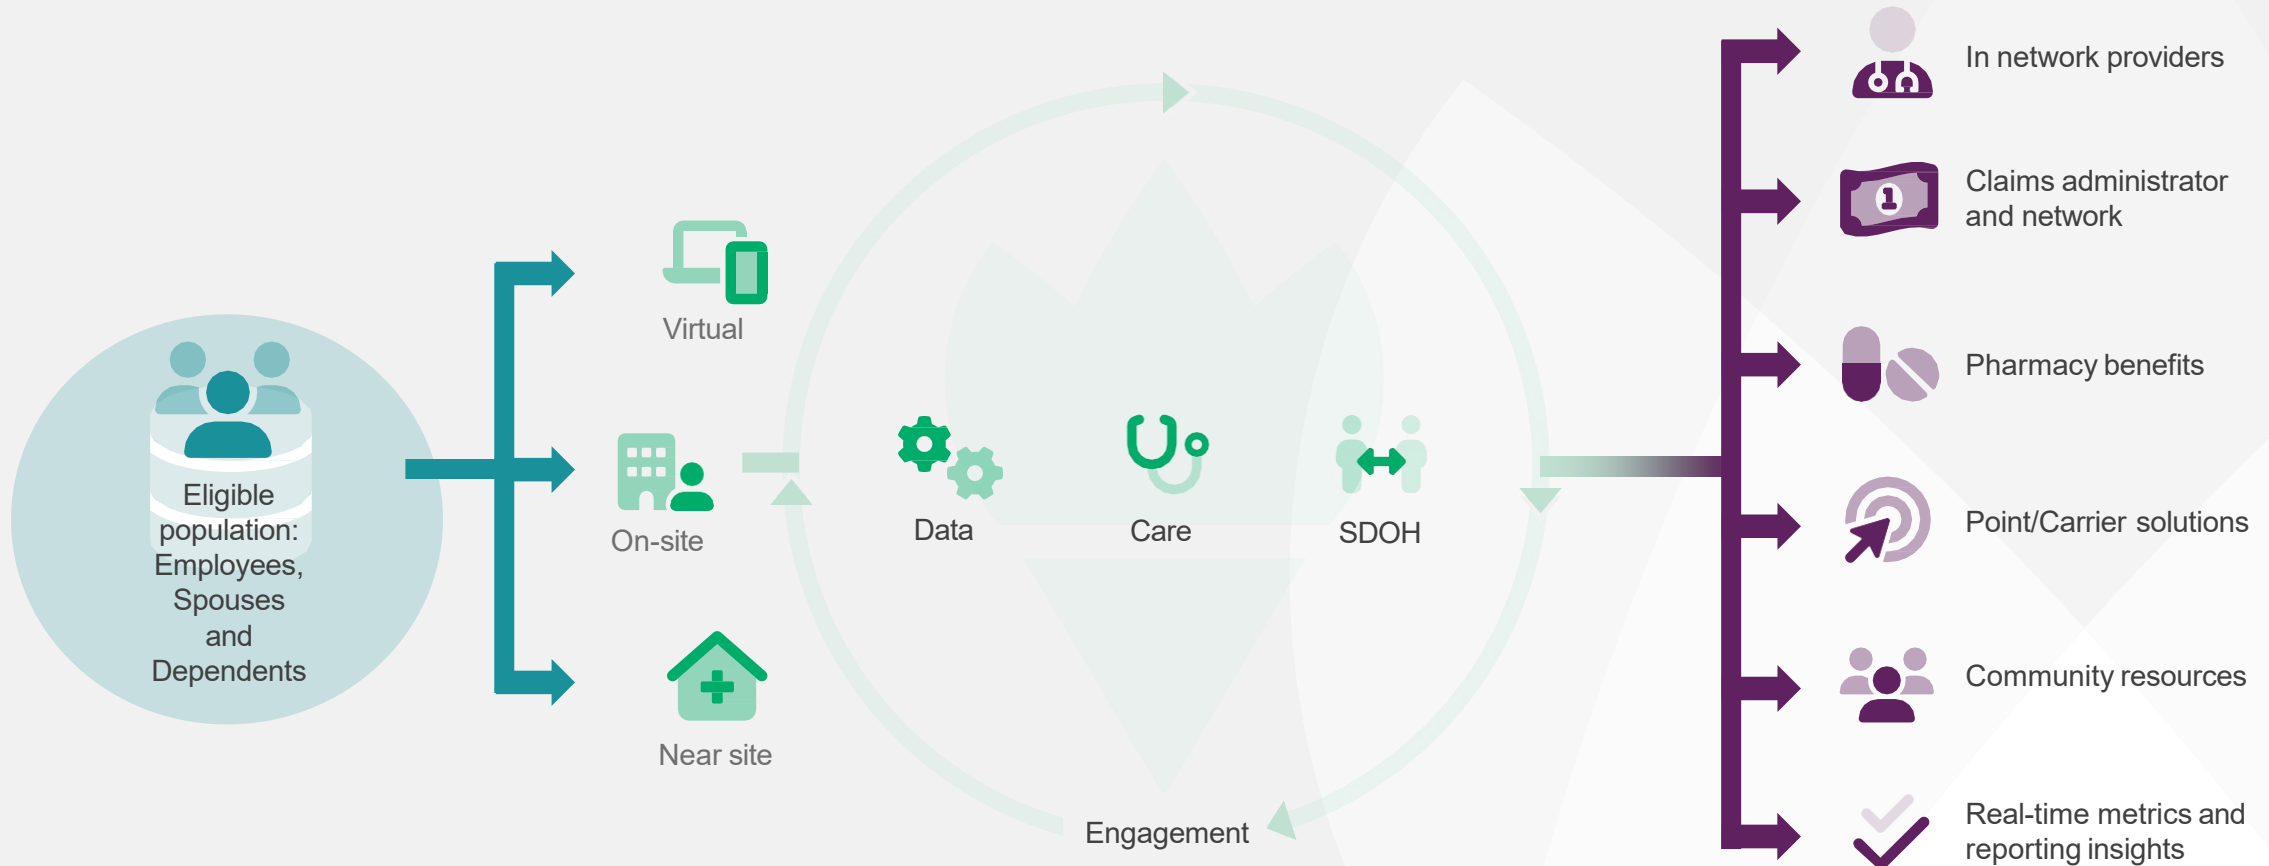 Eligible
population:
Employees,
Spouses
and
Dependents
Virtual
On-site
Near site
Data
Care
SDOH
Engagement
In network providers
Claims administrator
and network
1
Pharmacy benefits
Point/Carrier solutions
Community resources
Real-time metrics and
reporting insights